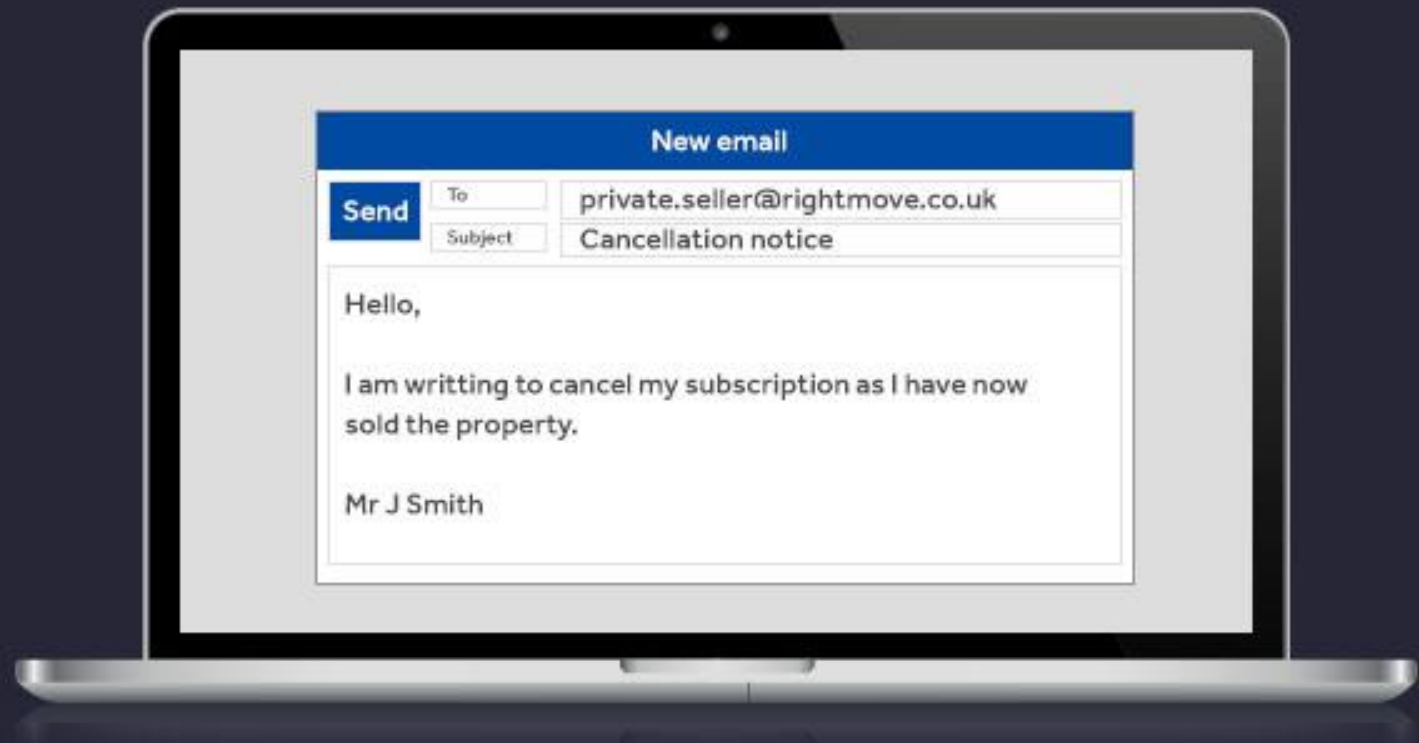 New email
Send
To
private.seller@rightmove.co.uk
Subject
Cancellation notice
Hello,
I am writting to cancel my subscription as I have now
sold the property.
Mr J Smith